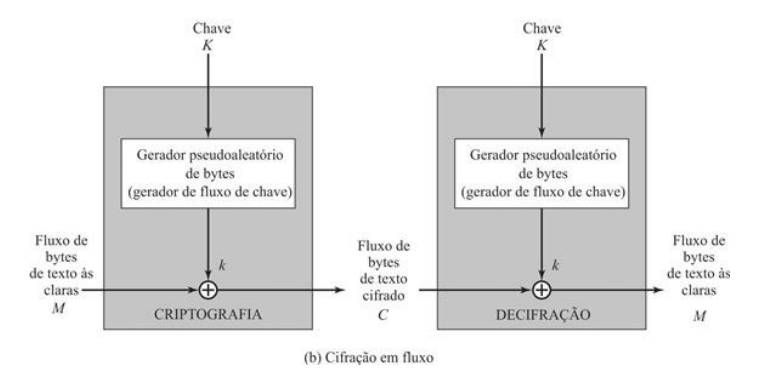 Chave
K
Gerador pseudoaleatório
de bytes
(gerador de fluxo de chave)
k
Fluxo de
bytes
de texto às
claras
M
CRIPTOGRAFIA
Fluxo de
bytes
de texto
cifrado
C
Chave
K
Gerador pseudoaleatório
de bytes
(gerador de fluxo de chave)
k
DECIFRAÇÃO
Fluxo de
bytes
de texto às
claras
M
(b) Cifração em fluxo